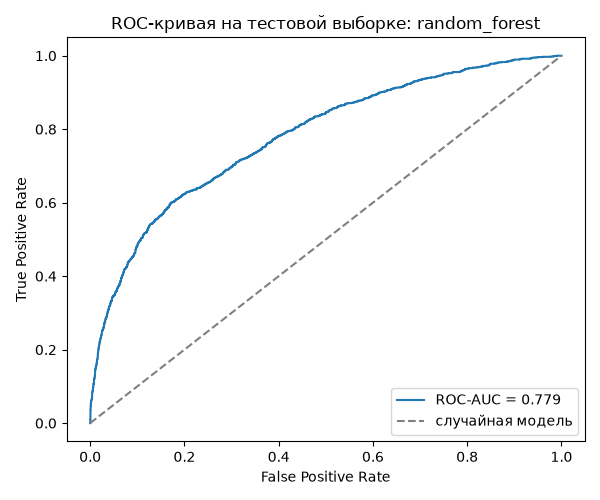 ROC-кривая на тестовой выборке: random_forest
True Positive Rate
1.0
0.8
0.6
0.4
0.2
0.0
ROC-AUC = 0.779
случайная модель
0.0 0.2 0.4 0.6 0.8 1.0
False Positive Rate